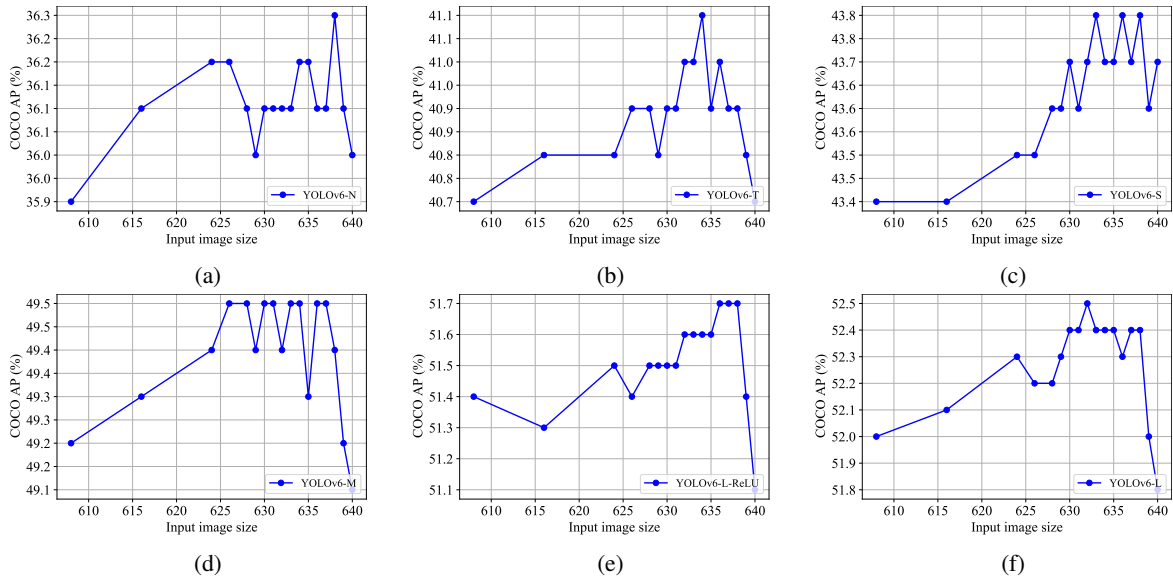 36.3
36.2
36.2
36.1
36.1
36.0
36.0
35.9
COCO AP (%)
610 615 620 625 630 635 640
Input image size
YOLOv6-N
(a)
41.1
41.1
41.0
40.9
40.9
40.8
40.8
40.7
COCO AP (%)
610 615 620 625 630 635 640
Input image size
YOLOv6-T
(b)
43.8
43.7
43.7
43.6
43.6
43.5
43.5
43.4
COCO AP (%)
610 615 620 625 630 635 640
Input image size
YOLOv6-S
(c)
49.5
49.5
49.4
49.4
49.3
49.3
49.2
49.2
49.1
COCO AP (%)
610 615 620 625 630 635 640
Input image size
YOLOv6-M
(d)
51.7
51.6
51.5
51.4
51.3
51.2
51.1
COCO AP (%)
610 615 620 625 630 635 640
Input image size
YOLOv6-L-ReLU
(e)
52.5
52.4
52.3
52.2
52.1
52.0
51.9
51.8
COCO AP (%)
610 615 620 625 630 635 640
Input image size
YOLOv6-L
(f)